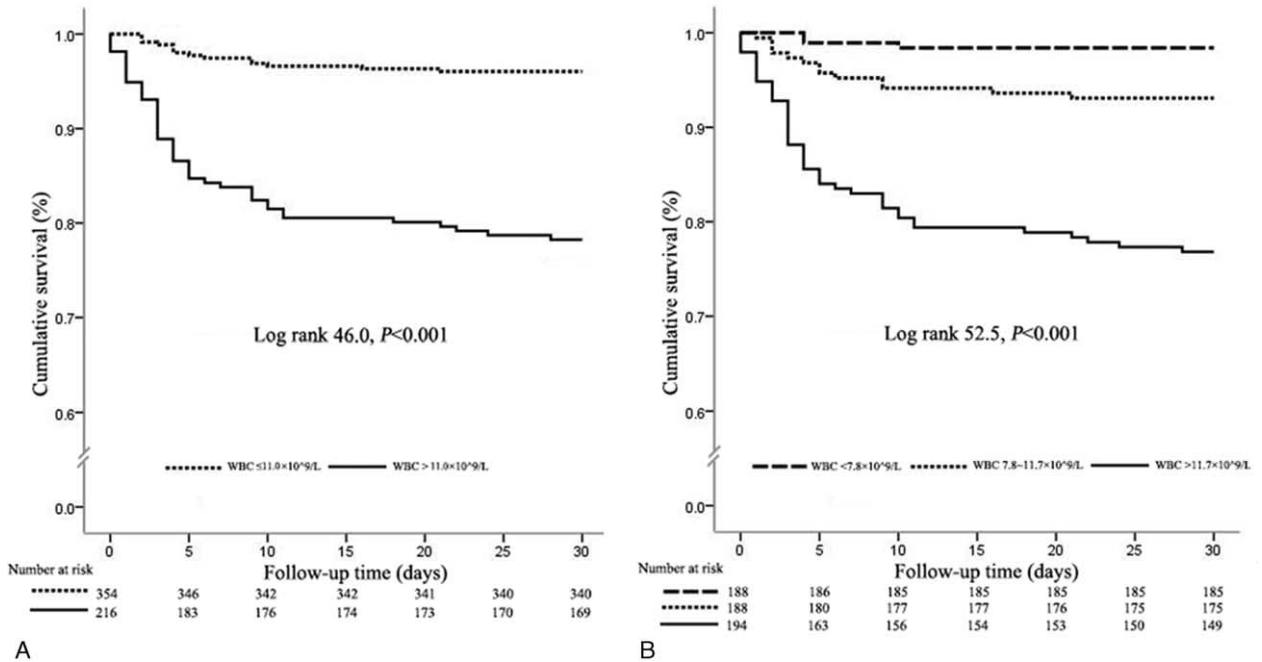 1.0
0.9
0.8
0.7
0.6
0.0
Cumulative survival (%)
Log rank 46.0, P<0.001
WBC ≤11.0×10^9/L WBC >11.0×10^9/L
0 5 10 15 20 25 30
Number at risk
Follow-up time (days)
354 346 342 342 341 340 340
216 183 176 174 173 170 169
A
1.0
0.9
0.8
0.7
0.6
0.0
Cumulative survival (%)
Log rank 52.5, P<0.001
WBC <7.8×10^9/L WBC 7.8~11.7×10^9/L WBC >11.7×10^9/L
0 5 10 15 20 25 30
Number at risk
Follow-up time (days)
188 186 185 185 185 185 185
188 180 177 177 176 175 175
194 163 156 154 153 150 149
B